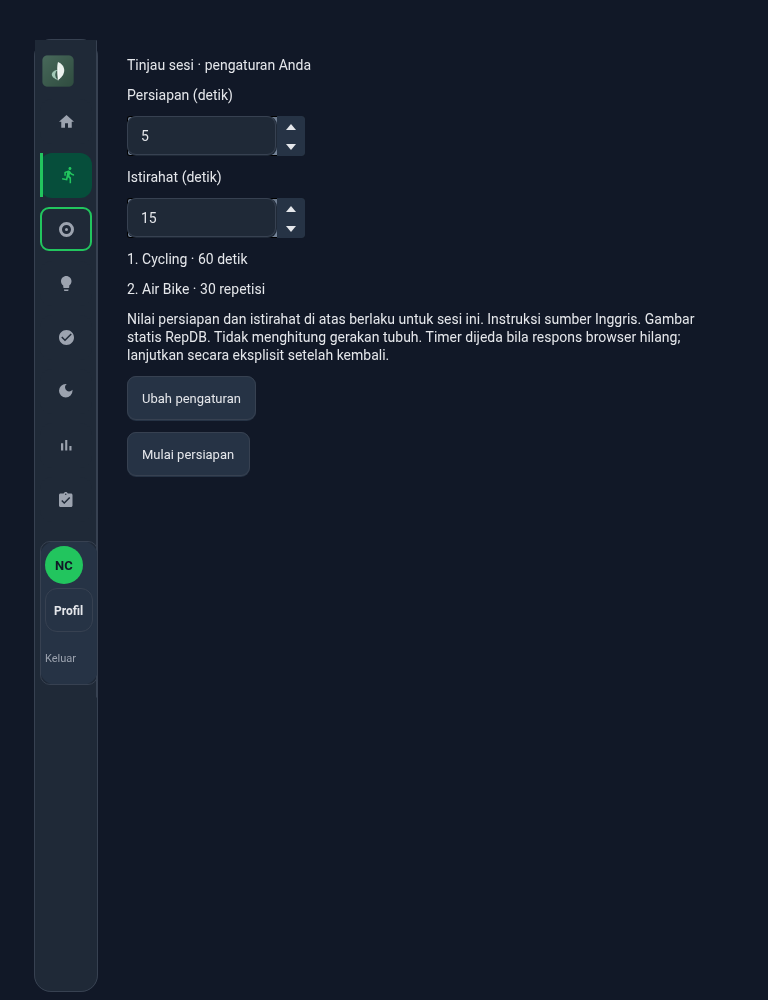 Tinjau sesi · pengaturan Anda
Persiapan (detik)
5
Istirahat (detik)
15
1. Cycling · 60 detik
2. Air Bike · 30 repetisi
Nilai persiapan dan istirahat di atas berlaku untuk sesi ini. Instruksi sumber Inggris. Gambar
statis RepDB. Tidak menghitung gerakan tubuh. Timer dijeda bila respons browser hilang;
lanjutkan secara eksplisit setelah kembali.
Ubah pengaturan
Mulai persiapan
NC
Profil
Keluar